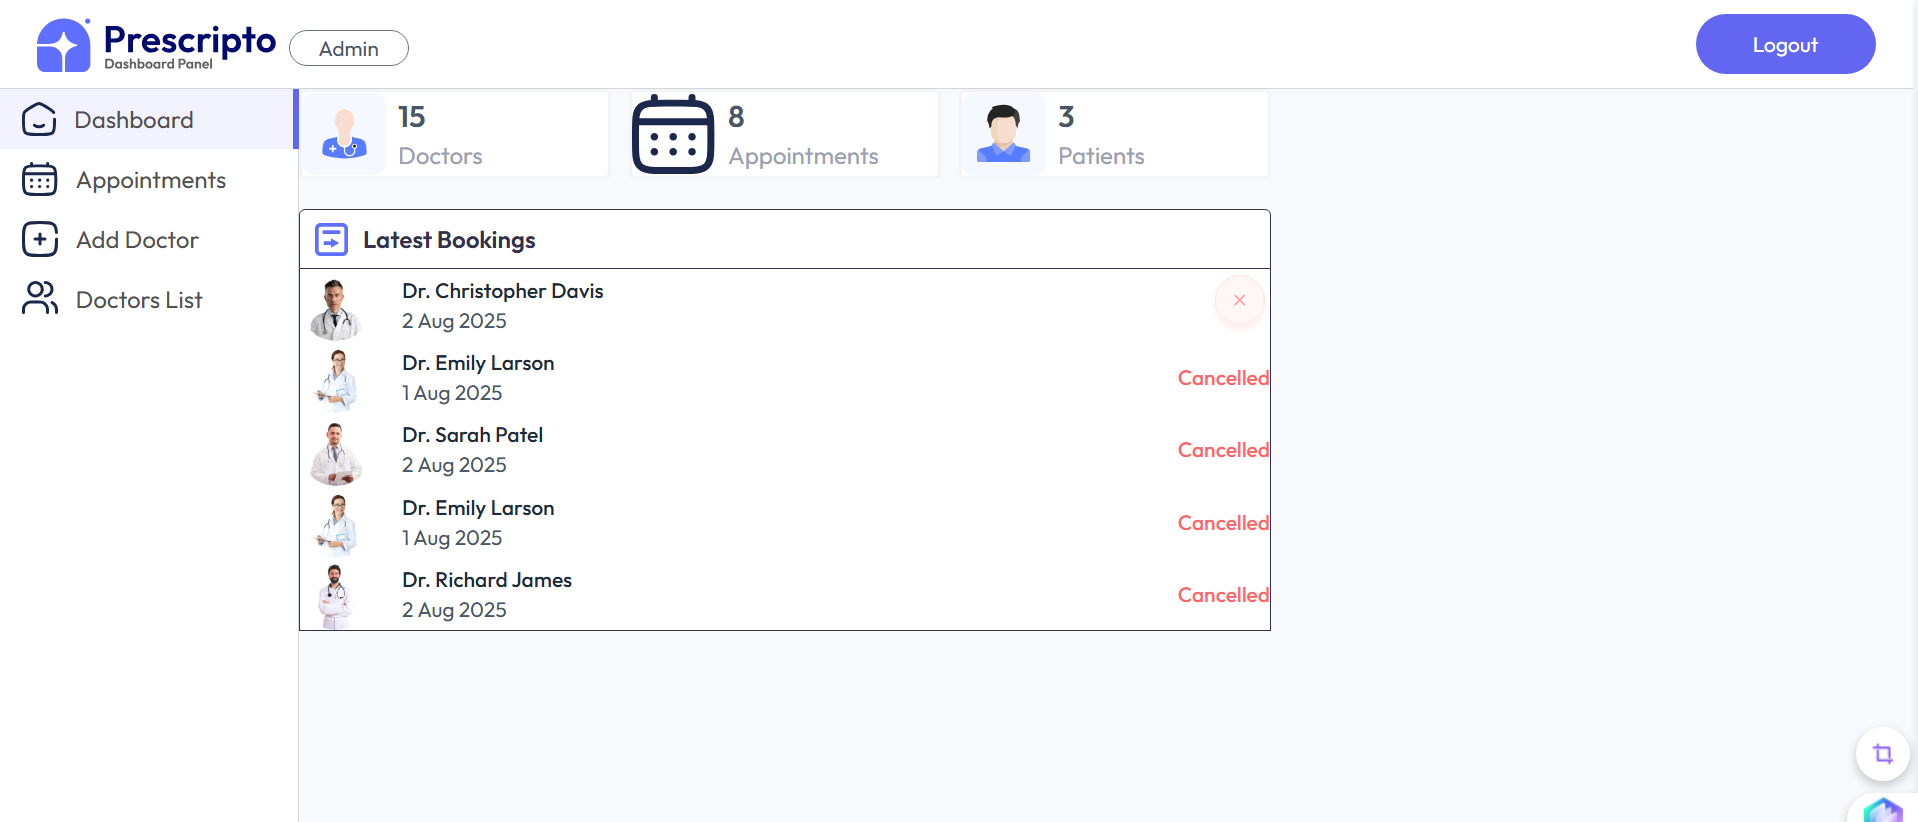 Prescripto
Dashboard Panel
Admin
Logout
Dashboard
Appointments
Add Doctor
Doctors List
15
Doctors
8
Appointments
3
Patients
Latest Bookings
Dr. Christopher Davis
2 Aug 2025
Dr. Emily Larson
1 Aug 2025
Cancelled
Dr. Sarah Patel
2 Aug 2025
Cancelled
Dr. Emily Larson
1 Aug 2025
Cancelled
Dr. Richard James
2 Aug 2025
Cancelled